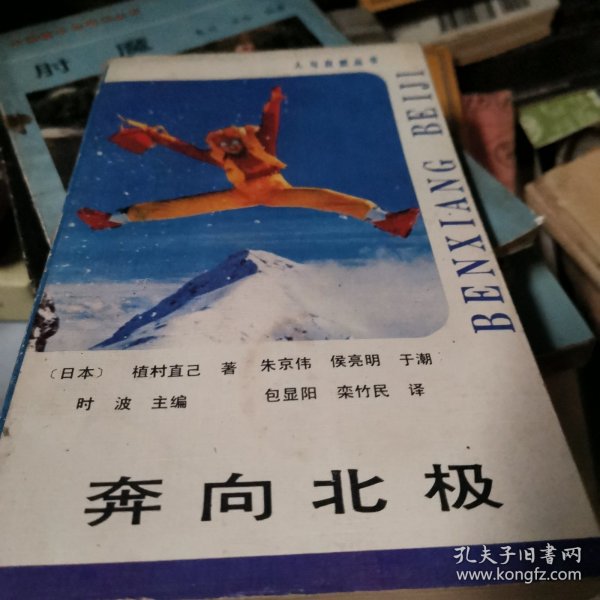 肘魔
人与自然丛书
BENXIANG BEIJI
〔日本〕 植村直己 著 朱京伟 侯亮明 于潮
时 波 主编 包显阳 栾竹民 译
奔向北极
孔夫子旧书网
www.kongfz.com